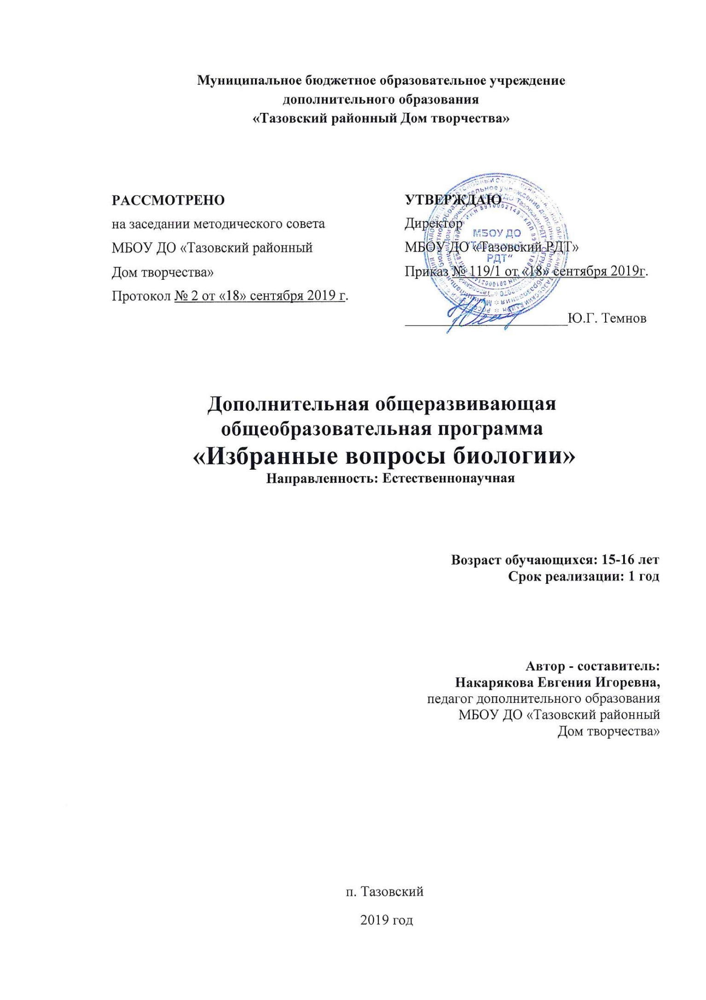 Муниципальное бюджетное образовательное учреждение
дополнительного образования
«Тазовский районный Дом творчества»
РАССМОТРЕНО
на заседании методического совета
МБОУ ДО «Тазовский районный
Дом творчества»
Протокол № 2 от «18» сентября 2019 г.
УТВЕРЖДАЮ
Директор
МБОУ ДО «Тазовский РДТ»
Приказ № 119/1 от «18» сентября 2019г.
Ю.Г. Темнов
МБОУ ДО
"Тазовский
РДТ"
Дополнительная общеразвивающая
общеобразовательная программа
«Избранные вопросы биологии»
Направленность: Естественнонаучная
Возраст обучающихся: 15-16 лет
Срок реализации: 1 год
Автор - составитель:
Накарякова Евгения Игоревна,
педагог дополнительного образования
МБОУ ДО «Тазовский районный
Дом творчества»
п. Тазовский
2019 год